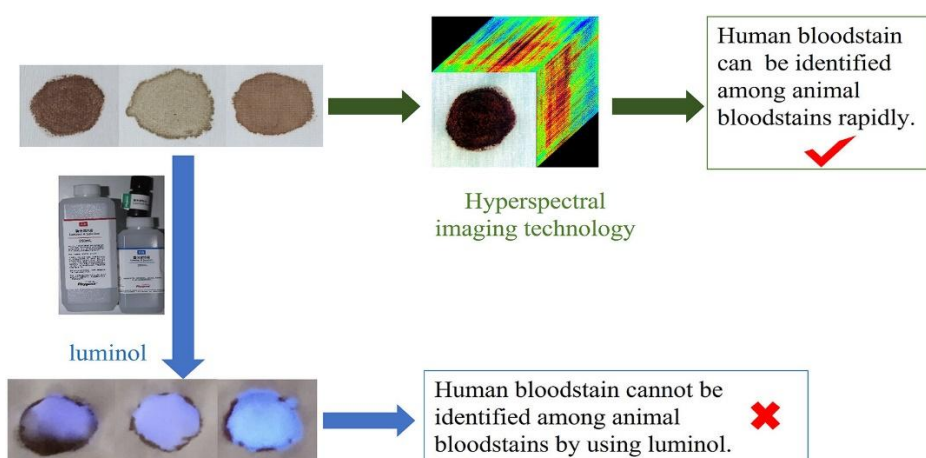 Human bloodstain
can be identified
among animal
bloodstains rapidly.
Hyperspectral
imaging technology
luminol
Human bloodstain cannot be
identified among animal
bloodstains by using luminol.